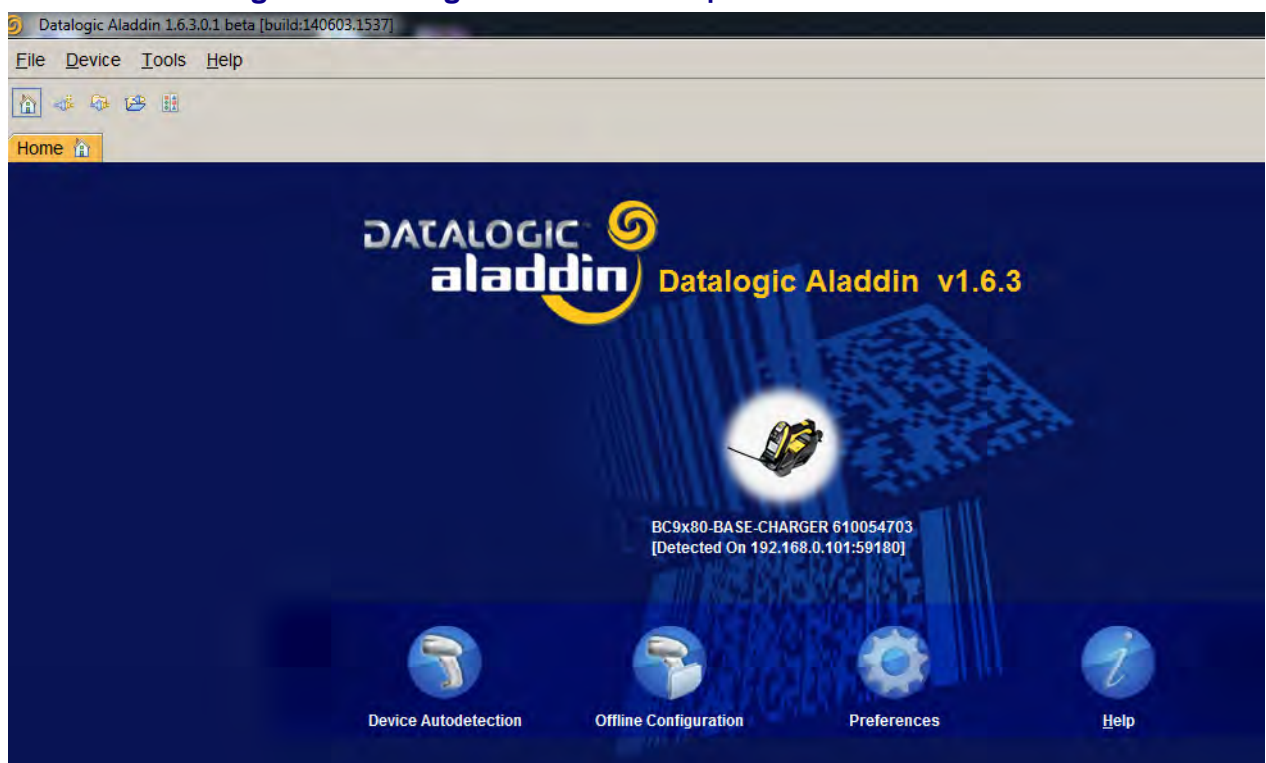 Datalogic Aladdin 1.6.3.0.1 beta [build:140603.1537]
File Device Tools Help
Home
DATALOGIC™
aladdin
Datalogic Aladdin v1.6.3
BC9x80-BASE-CHARGER 610054703
[Detected On 192.168.0.101:59180]
Device Autodetection Offline Configuration Preferences Help